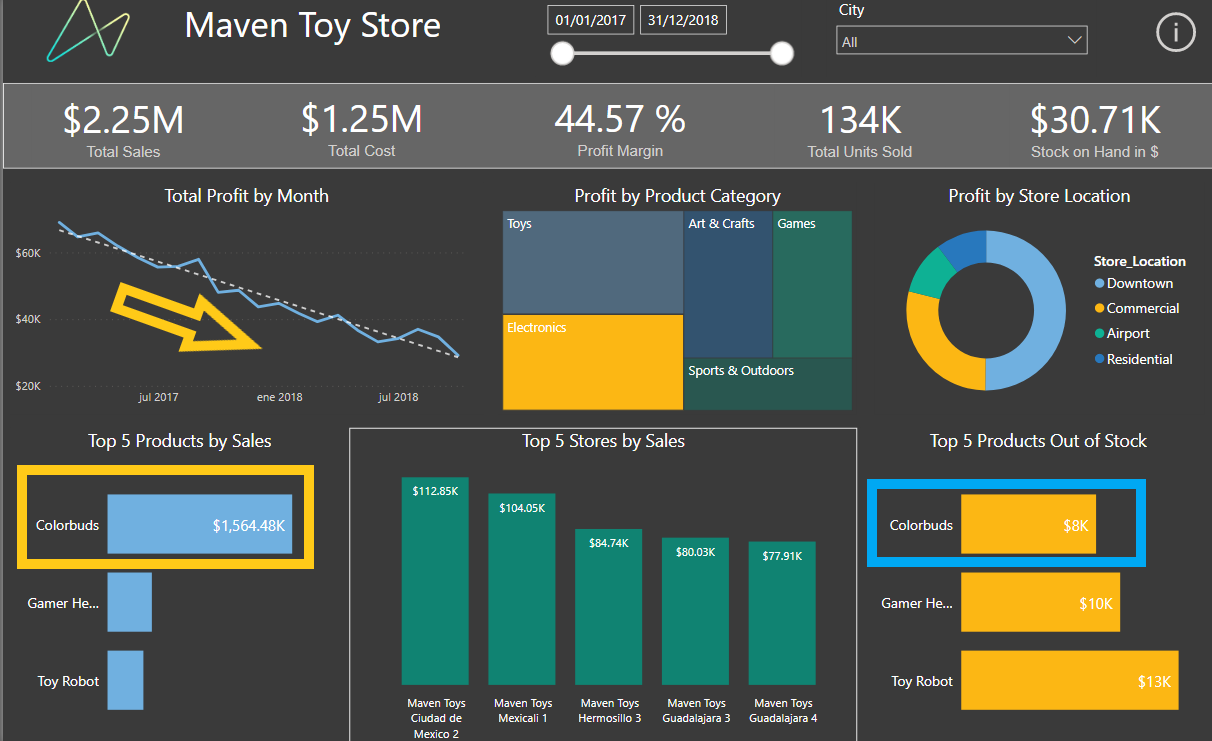 Maven Toy Store
01/01/2017
31/12/2018
City
All
i
$2.25M
Total Sales
$1.25M
Total Cost
44.57 %
Profit Margin
134K
Total Units Sold
$30.71K
Stock on Hand in $
Total Profit by Month
$60K
$40K
$20K
jul 2017
ene 2018
jul 2018
Profit by Product Category
Toys
Art & Crafts
Games
Electronics
Sports & Outdoors
Profit by Store Location
Store_Location
Downtown
Commercial
Airport
Residential
Top 5 Products by Sales
Colorbuds
$1,564.48K
Gamer He...
Toy Robot
Top 5 Stores by Sales
$112.85K
$104.05K
$84.74K
$80.03K
$77.91K
Maven Toys
Ciudad de
Mexico 2
Maven Toys
Mexicali 1
Maven Toys
Hermosillo 3
Maven Toys
Guadalajara 3
Maven Toys
Guadalajara 4
Top 5 Products Out of Stock
Colorbuds
$8K
Gamer He...
$10K
Toy Robot
$13K